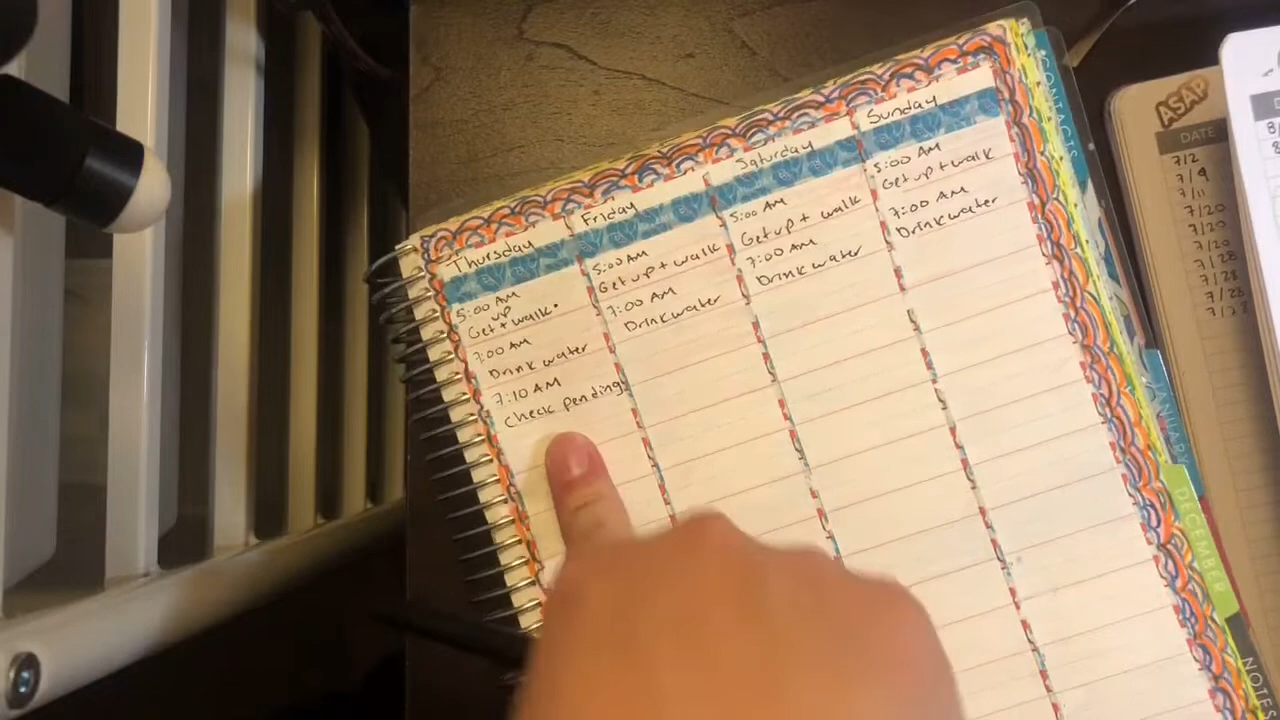 Thursday
5:00 AM
up
Get + walk.
7:00 AM
Drink water
7:10 AM
check pendings
Friday
5:00 AM
Get up + walk
7:00 AM
Drink water
Saturday
5:00 AM
Get up + walk
7:00 AM
Drink water
Sunday
5:00 AM
Get up + walk
7:00 AM
Drink water
CONTACTS
JANUARY
DECEMBER
NOTES
ASAP
DATE
7/2
7/9
7/11
7/20
7/20
7/20
7/28
7/28
7/28